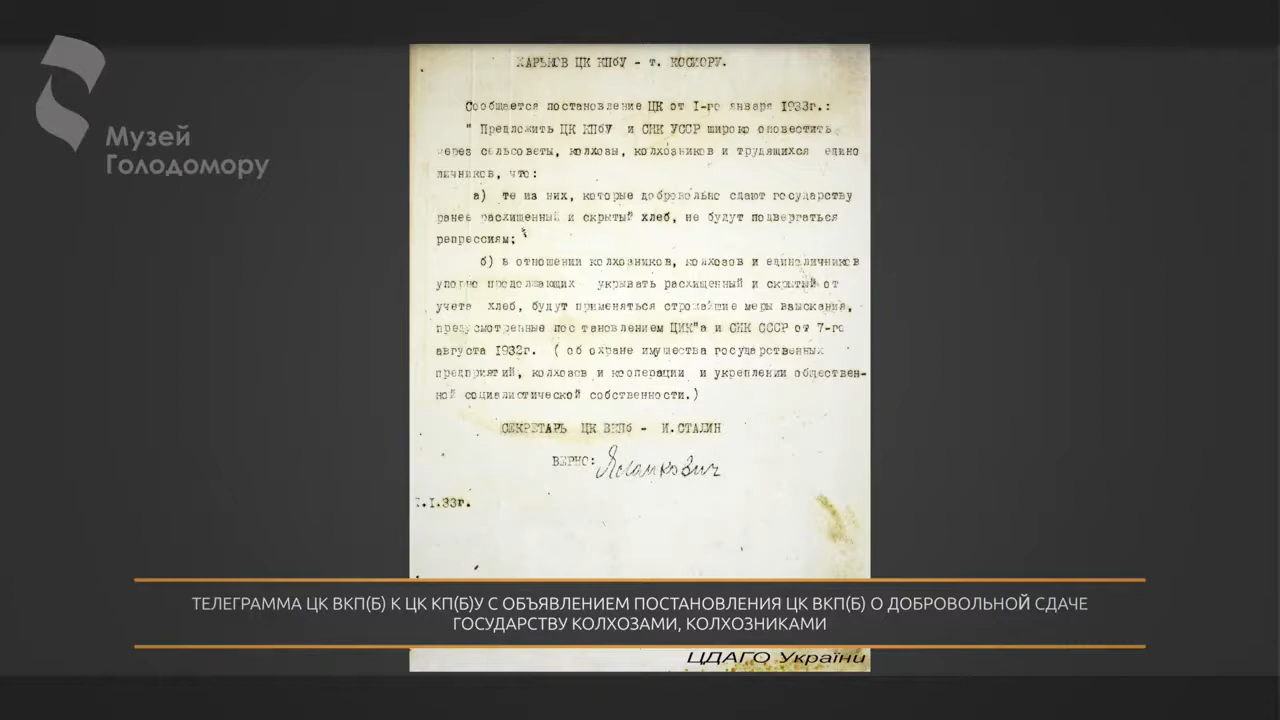 Музей
Голодомору
ХАРЬКОВ ЦК КПбУ - т. КОСИОРУ.
Сообщается постановление ЦК от I-го января 1933г.:
" Предложить ЦК КПбУ и СНК УССР широко оповестить
через сельсоветы, колхозы, колхозников и трудящихся едино
личников, что:
а) те из них, которые добровольно сдают государству
ранее расхищенный и скрытый хлеб, не будут подвергаться
репрессиям;
б) в отношении колхозников, колхозов и единоличников
упорно продолжающих укрывать расхищенный и скрытый от
учета хлеб, будут применяться строжайшие меры взыскания,
предусмотренные постановлением ЦИК"а и СНК СССР от 7-го
августа 1932г. ( об охране имущества государственных
предприятий, колхозов и кооперации и укреплении обществен-
ной социалистической собственности.)
СЕКРЕТАРЬ ЦК ВКПб - И.СТАЛИН
ВЕРНО:
.I.33г.
ТЕЛЕГРАММА ЦК ВКП(Б) К ЦК КП(Б)У С ОБЪЯВЛЕНИЕМ ПОСТАНОВЛЕНИЯ ЦК ВКП(Б) О ДОБРОВОЛЬНОЙ СДАЧЕ
ГОСУДАРСТВУ КОЛХОЗАМИ, КОЛХОЗНИКАМИ
ЦДАГО України